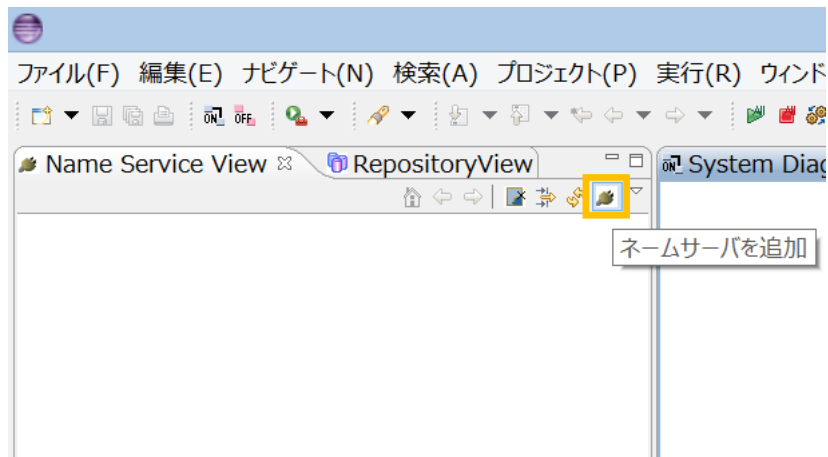 ファイル(F) 編集(E) ナビゲート(N) 検索(A) プロジェクト(P) 実行(R) ウィンド
ON OFF
Name Service View RepositoryView System Diag
ネームサーバを追加